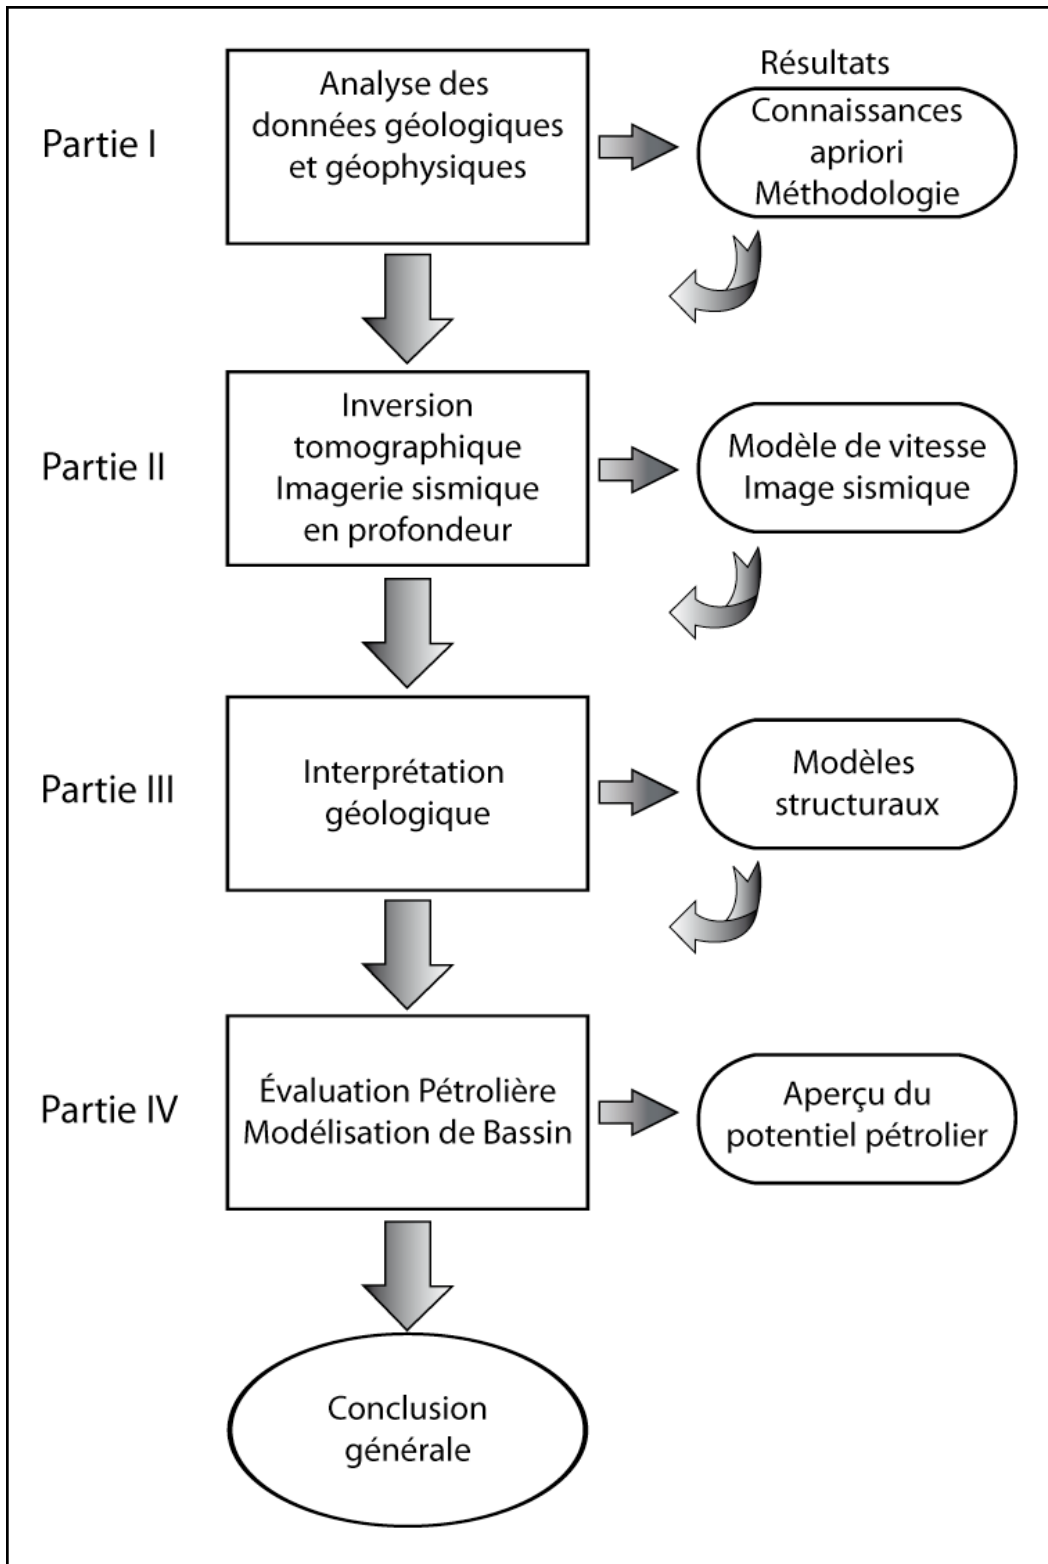 Partie I
Analyse des
données géologiques
et géophysiques
Résultats
Connaissances
apriori
Méthodologie
Partie II
Inversion
tomographique
Imagerie sismique
en profondeur
Modèle de vitesse
Image sismique
Partie III
Interprétation
géologique
Modèles
structuraux
Partie IV
Évaluation Pétrolière
Modélisation de Bassin
Aperçu du
potentiel pétrolier
Conclusion
générale